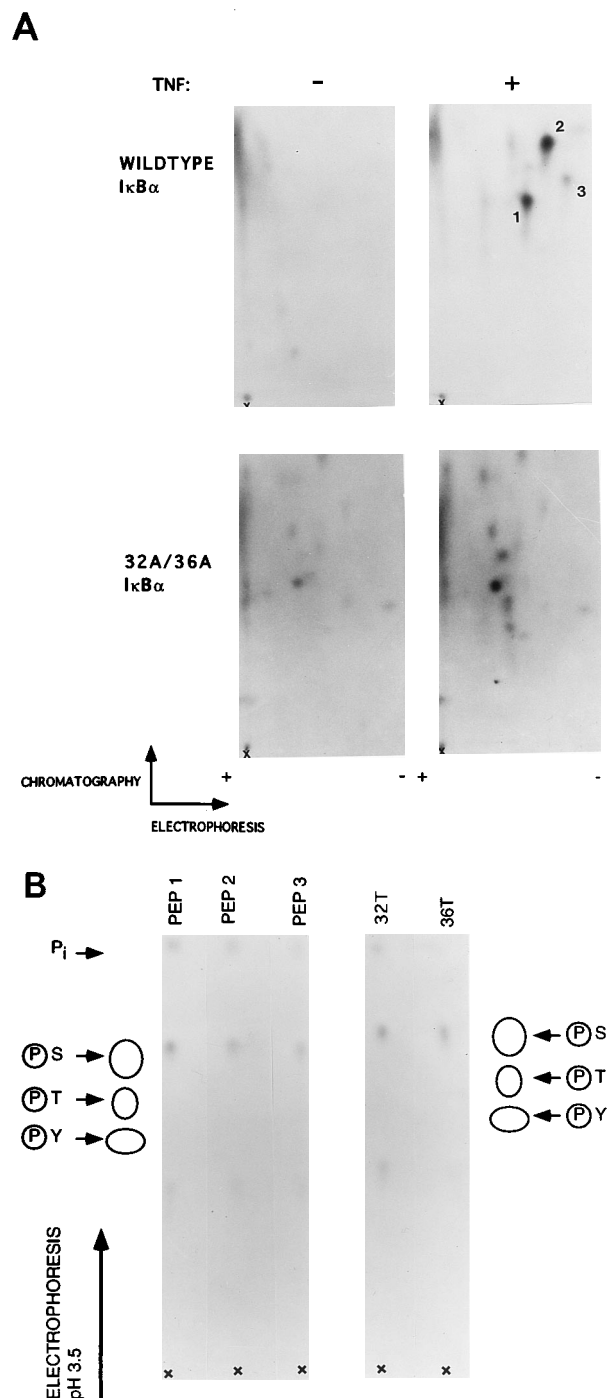 A
TNF: - +
WILDTYPE
IκBα
1
2
3
x x
32A/36A
IκBα
x x
CHROMATOGRAPHY
+ - + -
ELECTROPHORESIS
B
PEP 1 PEP 2 PEP 3 32T 36T
Pi
P S P S
P T P T
P Y P Y
ELECTROPHORESIS
pH 3.5
x x x x x